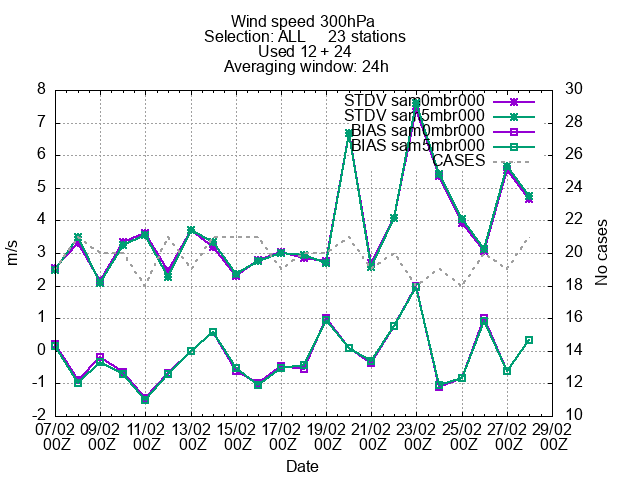 Wind speed 300hPa
Selection: ALL 23 stations
Used 12 + 24
Averaging window: 24h
8 30
STDV sam0mbr000
7 28
STDV sam5mbr000
BIAS sam0mbr000
6 26
BIAS sam5mbr000
CASES
5 24
4 22
m/s
3 20
No cases
2 18
1 16
0 14
-1 12
-2 10
07/02 09/02 11/02 13/02 15/02 17/02 19/02 21/02 23/02 25/02 27/02 29/02
00Z 00Z 00Z 00Z 00Z 00Z 00Z 00Z 00Z 00Z 00Z 00Z
Date